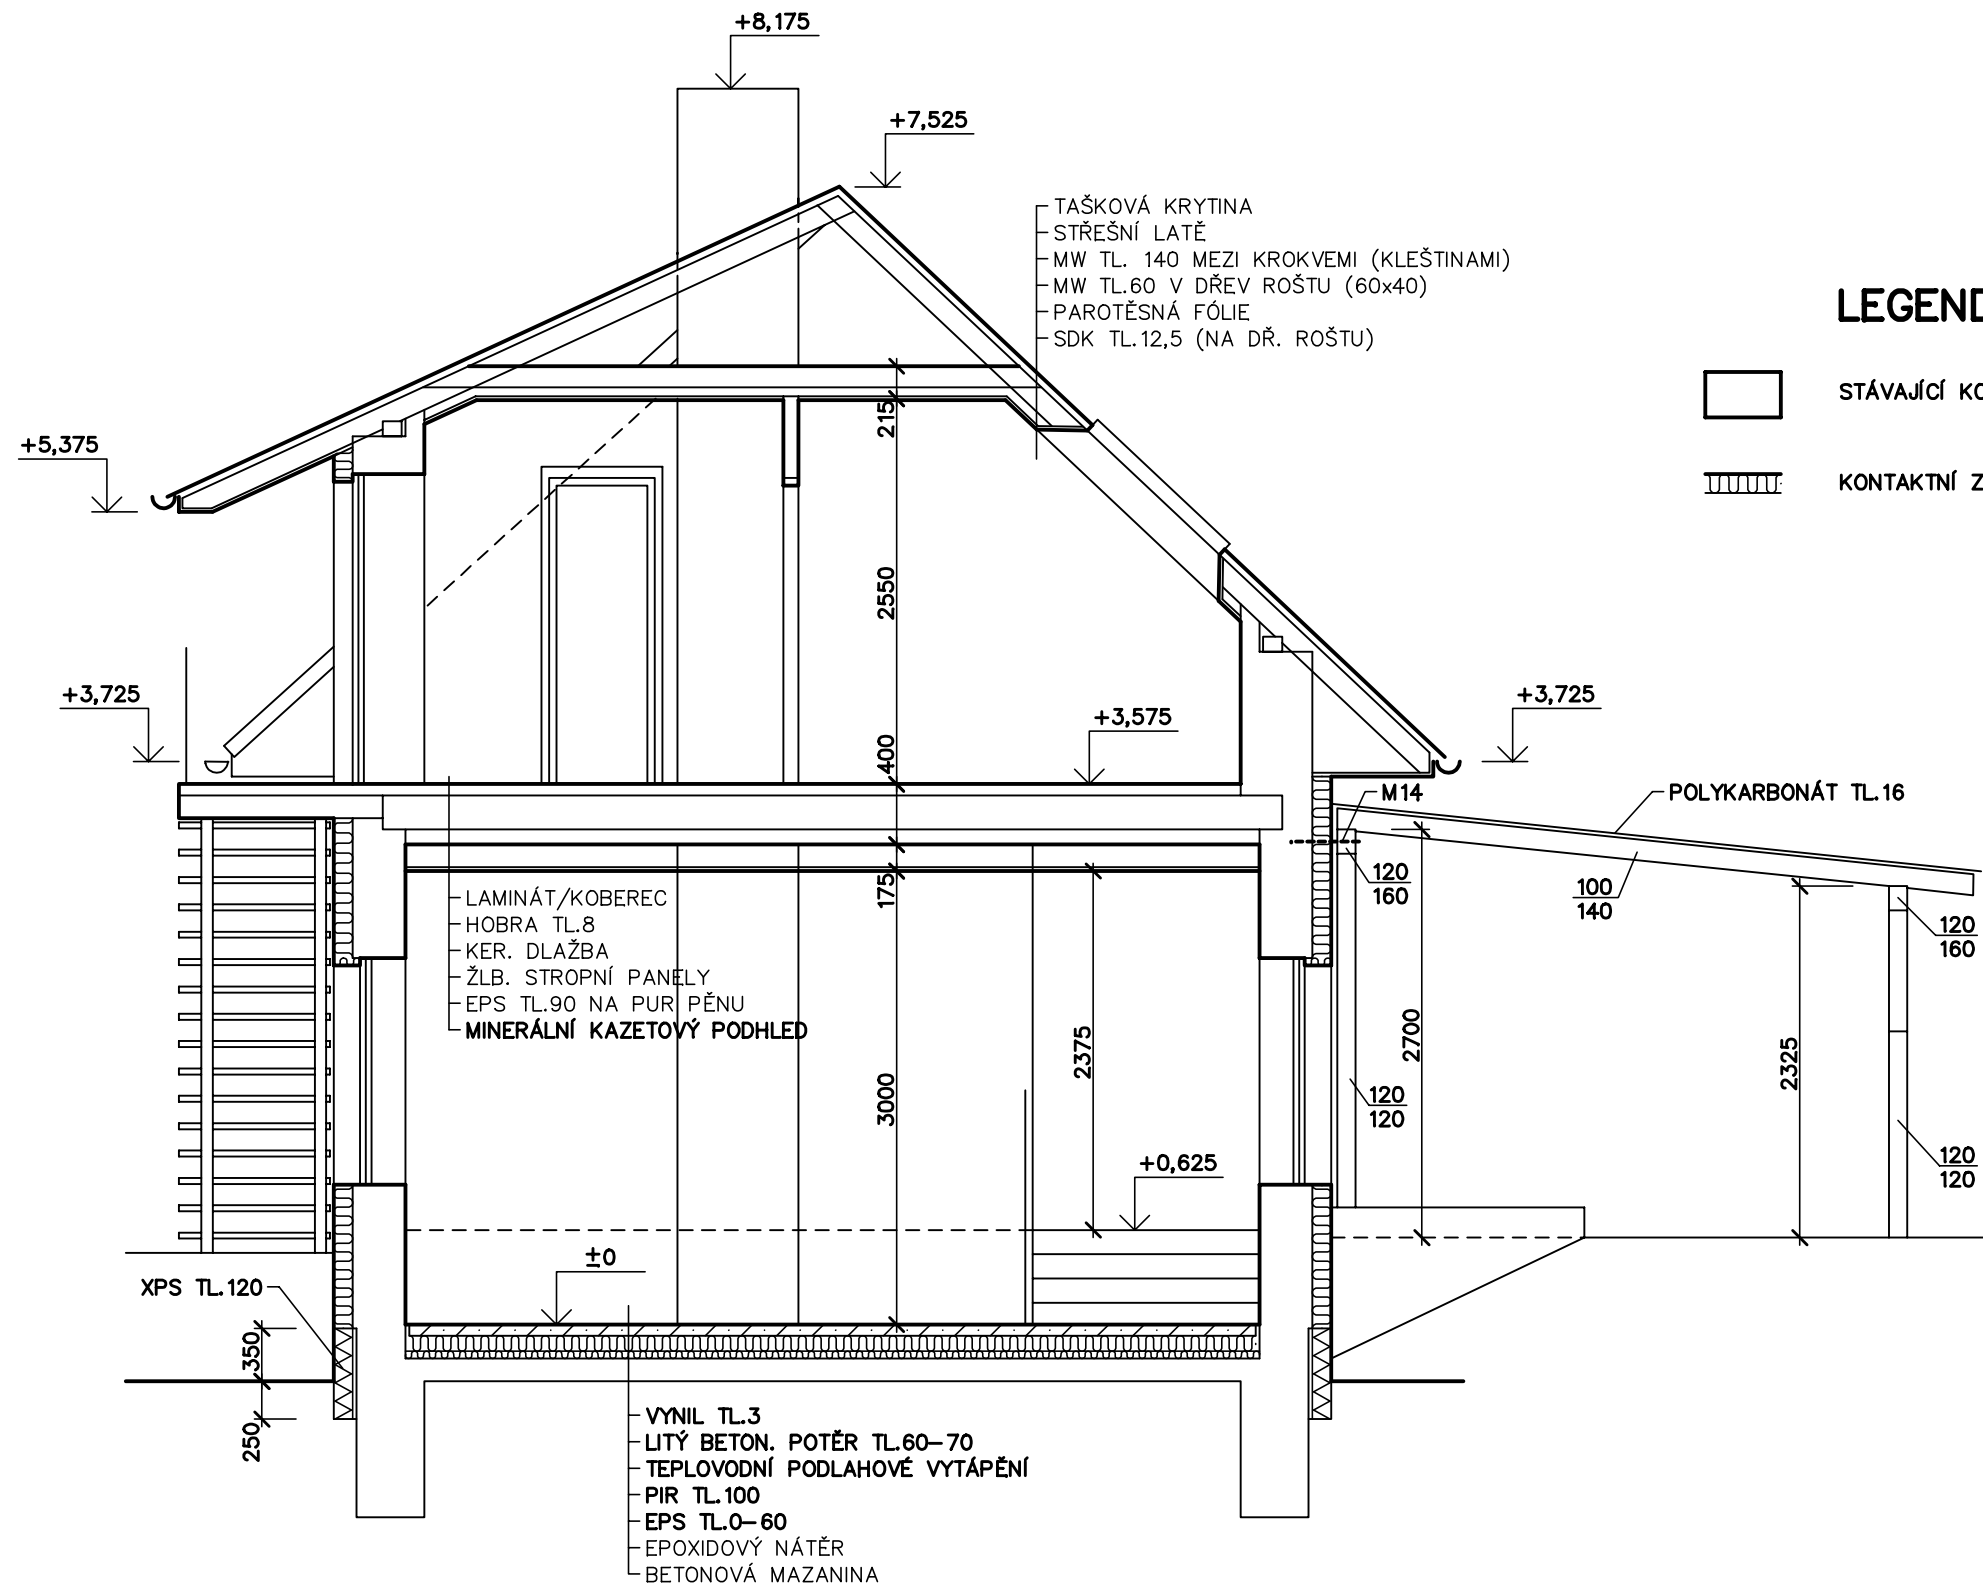 +8,175
+7,525
TAŠKOVÁ KRYTINA
STŘEŠNÍ LATĚ
MW TL. 140 MEZI KROKVEMI (KLEŠTINAMI)
MW TL.60 V DŘEV ROŠTU (60x40)
PAROTĚSNÁ FÓLIE
SDK TL.12,5 (NA DŘ. ROŠTU)
LEGEND
STÁVAJÍCÍ KO
KONTAKTNÍ Z
+5,375
215
2550
+3,725
+3,575
+3,725
400
M14
POLYKARBONÁT TL.16
120
160
100
140
120
160
175
LAMINÁT/KOBEREC
HOBRA TL.8
KER. DLAŽBA
ŽLB. STROPNÍ PANELY
EPS TL.90 NA PUR PĚNU
MINERÁLNÍ KAZETOVÝ PODHLED
2375
2700
2325
3000
120
120
120
120
+0,625
±0
XPS TL.120
350
250
VYNIL TL.3
LITÝ BETON. POTĚR TL.60-70
TEPLOVODNÍ PODLAHOVÉ VYTÁPĚNÍ
PIR TL.100
EPS TL.0-60
EPOXIDOVÝ NÁTĚR
BETONOVÁ MAZANINA